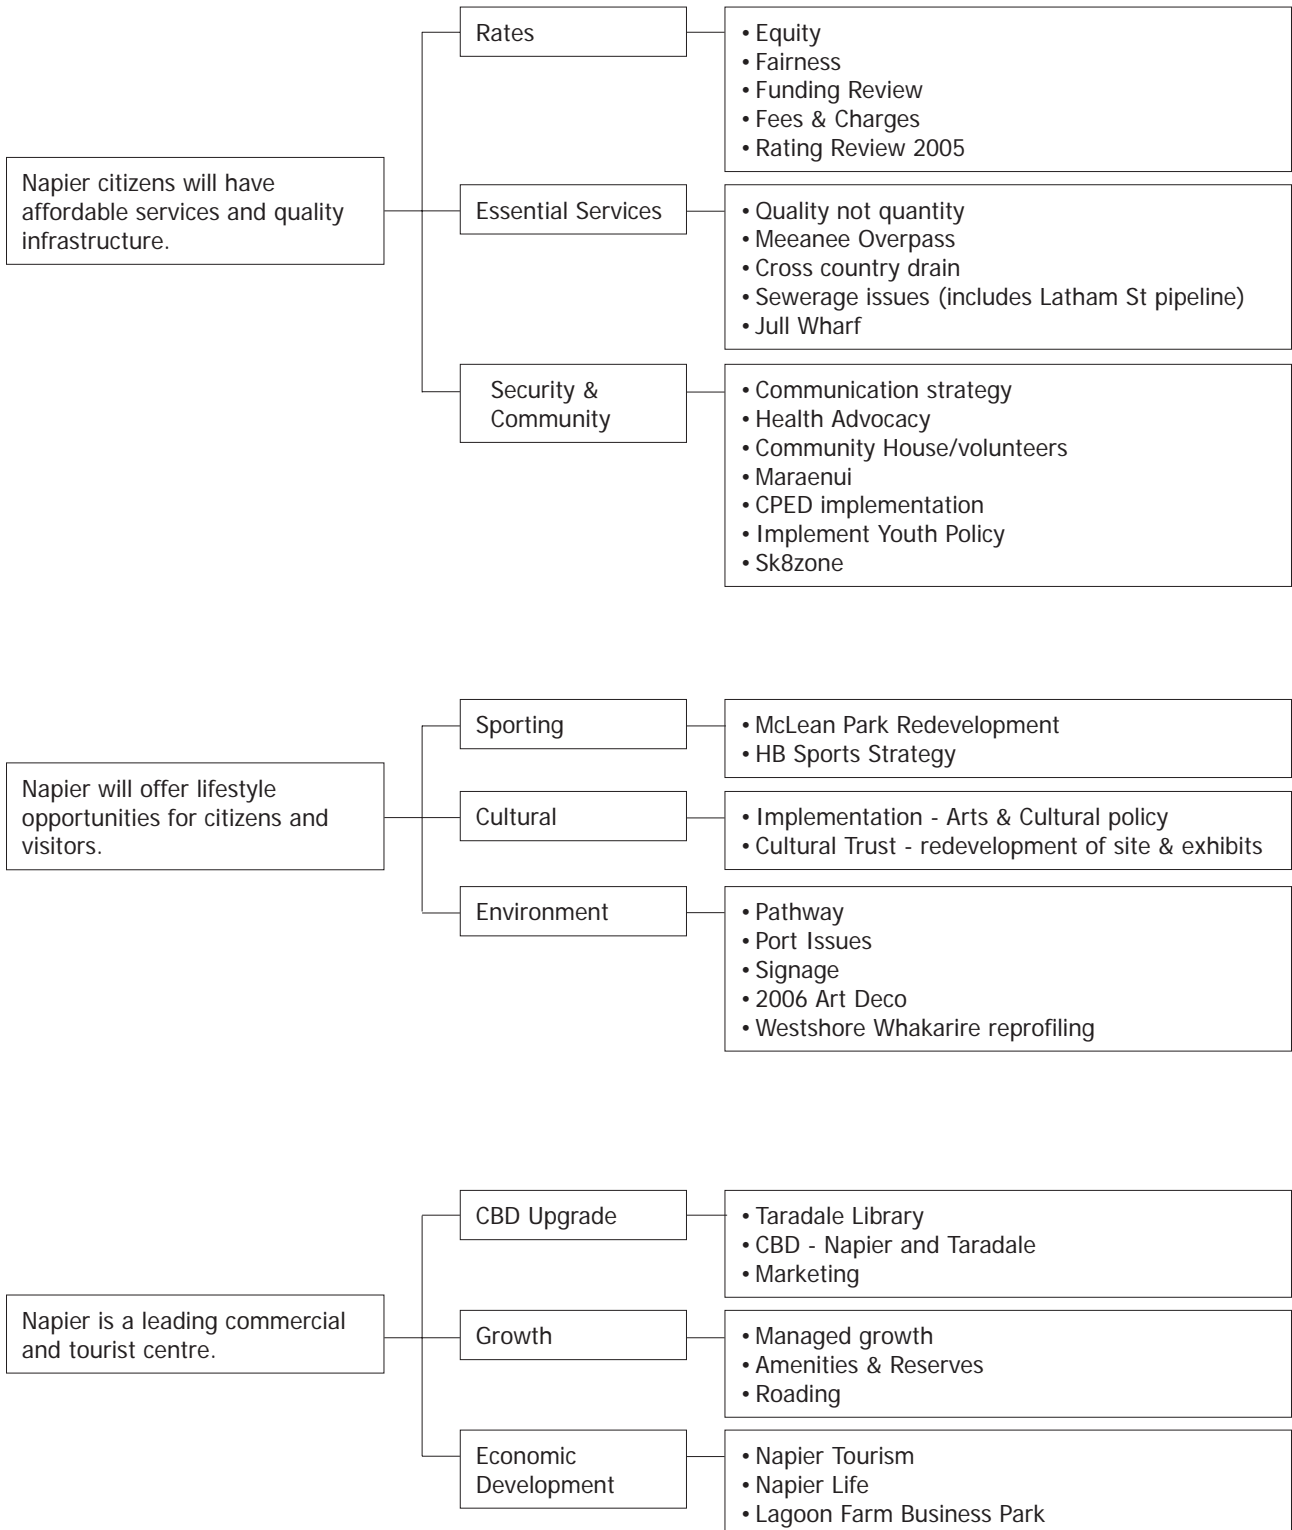 Napier citizens will have
affordable services and quality
infrastructure.
Rates
• Equity
• Fairness
• Funding Review
• Fees & Charges
• Rating Review 2005
Essential Services
• Quality not quantity
• Meeanee Overpass
• Cross country drain
• Sewerage issues (includes Latham St pipeline)
• Jull Wharf
Security &
Community
• Communication strategy
• Health Advocacy
• Community House/volunteers
• Maraenui
• CPED implementation
• Implement Youth Policy
• Sk8zone
Napier will offer lifestyle
opportunities for citizens and
visitors.
Sporting
• McLean Park Redevelopment
• HB Sports Strategy
Cultural
• Implementation - Arts & Cultural policy
• Cultural Trust - redevelopment of site & exhibits
Environment
• Pathway
• Port Issues
• Signage
• 2006 Art Deco
• Westshore Whakarire reprofiling
Napier is a leading commercial
and tourist centre.
CBD Upgrade
• Taradale Library
• CBD - Napier and Taradale
• Marketing
Growth
• Managed growth
• Amenities & Reserves
• Roading
Economic
Development
• Napier Tourism
• Napier Life
• Lagoon Farm Business Park